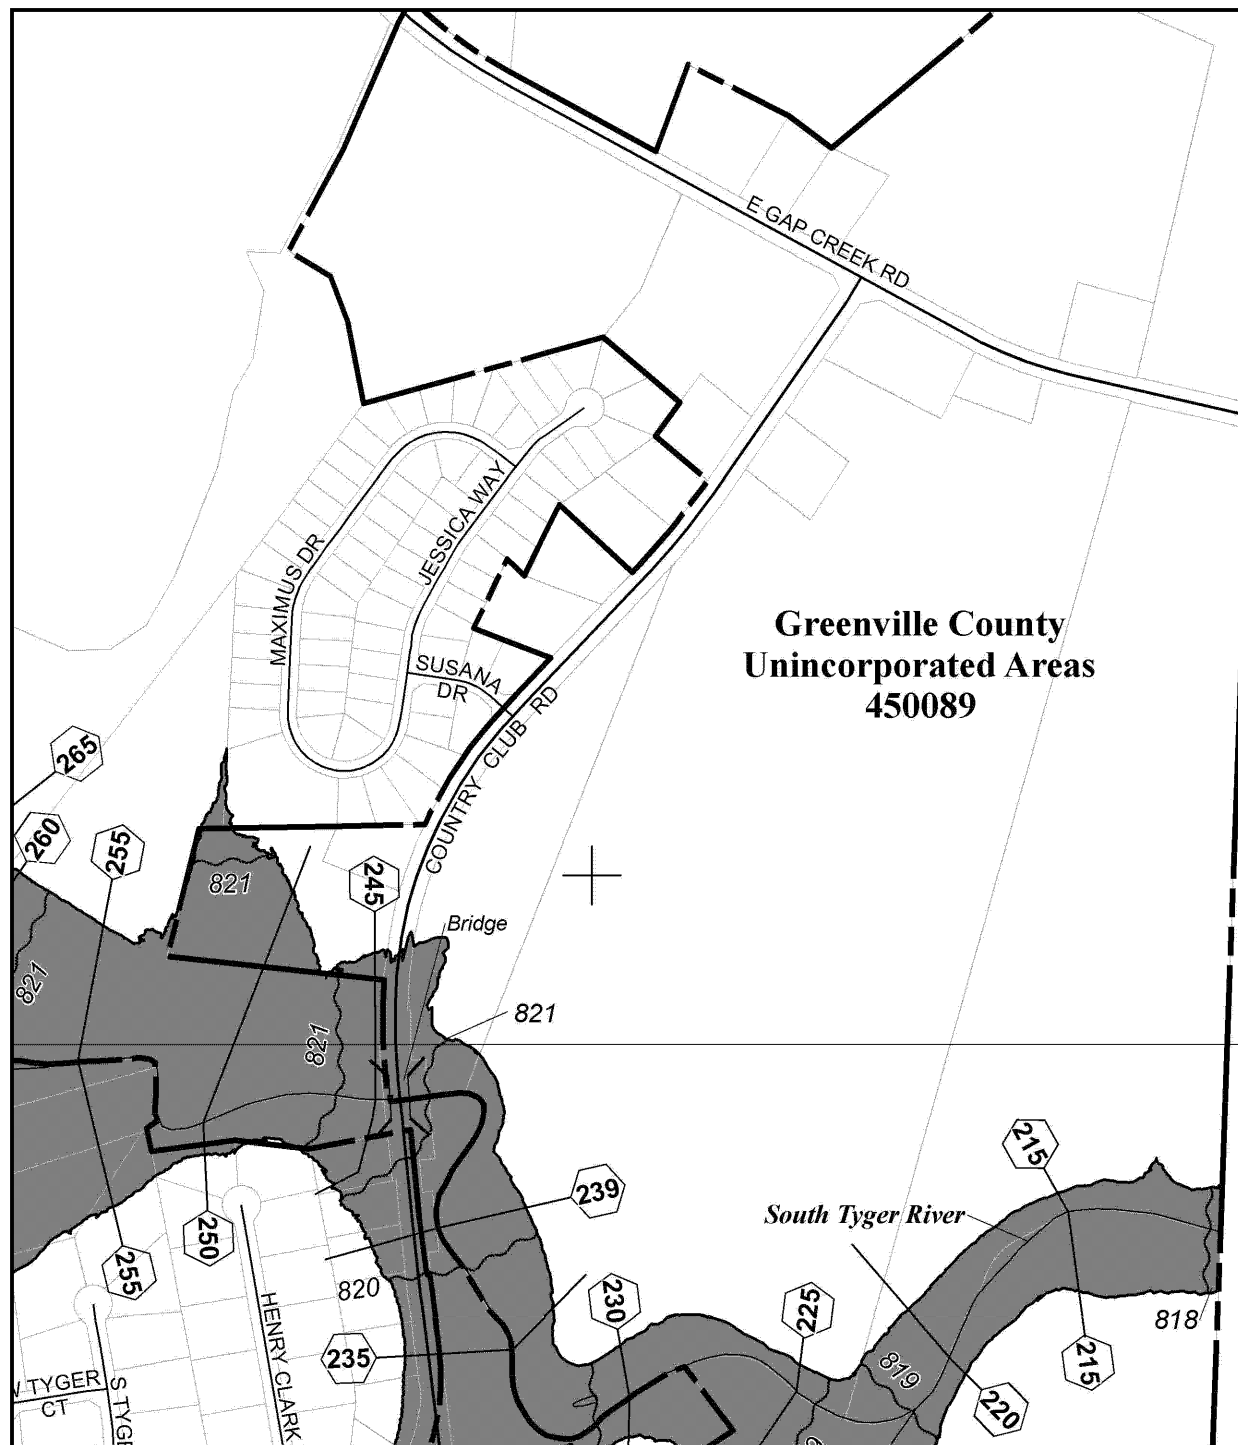 E GAP CREEK RD
JESSICA WAY
MAXIMUS DR
Greenville County
Unincorporated Areas
450089
SUSANA
DR
COUNTRY CLUB RD
265
260
255
245
821
Bridge
821
821
821
215
239
South Tyger River
250
255
820
230
225
818
HENRY CLARK
235
215
819
TYGER
CT
S TYGE
220